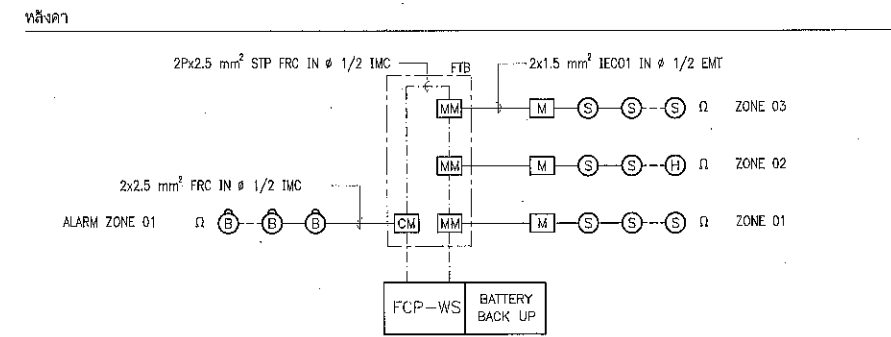 หลังคา
2Px2.5 mm² STP FRC IN ø 1/2 IMC
FTB
2x1.5 mm² IEC01 IN ø 1/2 EMT
MM M S S S Ω ZONE 03
MM M S S H Ω ZONE 02
2x2.5 mm² FRC IN ø 1/2 IMC
ALARM ZONE 01 Ω B B B CM MM M S S S Ω ZONE 01
FCP-WS BATTERY
BACK UP